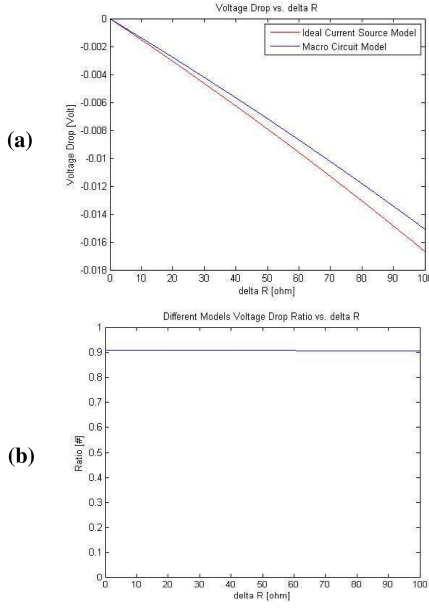 Voltage Drop vs. delta R
0
-0.002
-0.004
-0.006
-0.008
-0.01
-0.012
-0.014
-0.016
-0.018
Voltage Drop [Volt]
Ideal Current Source Model
Macro Circuit Model
(a)
0 10 20 30 40 50 60 70 80 90 100
delta R [ohm]
Different Models Voltage Drop Ratio vs. delta R
1
0.9
0.8
0.7
0.6
0.5
0.4
0.3
0.2
0.1
0
Ratio [#]
(b)
0 10 20 30 40 50 60 70 80 90 100
delta R [ohm]